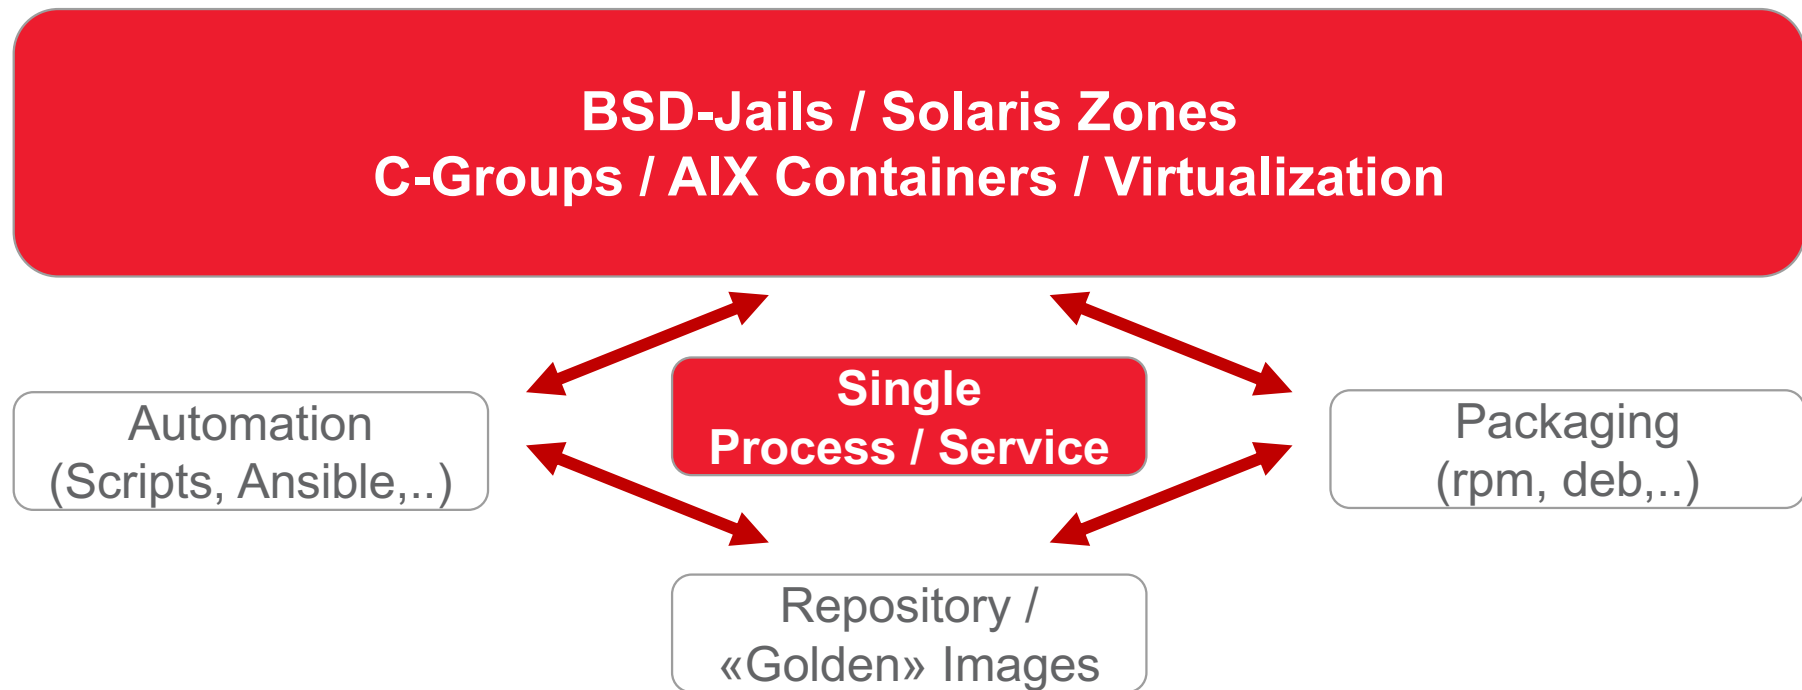 BSD-Jails / Solaris Zones
C-Groups / AIX Containers / Virtualization
Single
Process / Service
Automation
(Scripts, Ansible,..)
Packaging
(rpm, deb,..)
Repository /
«Golden» Images